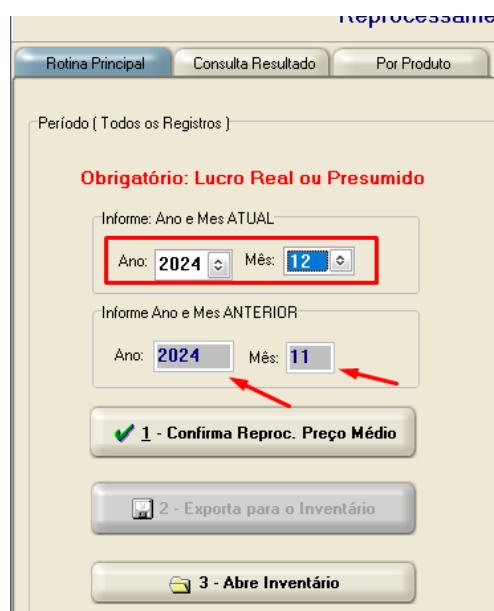 Rotina Principal Consulta Resultado Por Produto
Período ( Todos os Registros )
Obrigatório: Lucro Real ou Presumido
Informe: Ano e Mes ATUAL
Ano: 2024 Mês: 12
Informe Ano e Mes ANTERIOR
Ano: 2024 Mês: 11
1 - Confirma Reproc. Preço Médio
2 - Exporta para o Inventário
3 - Abre Inventário